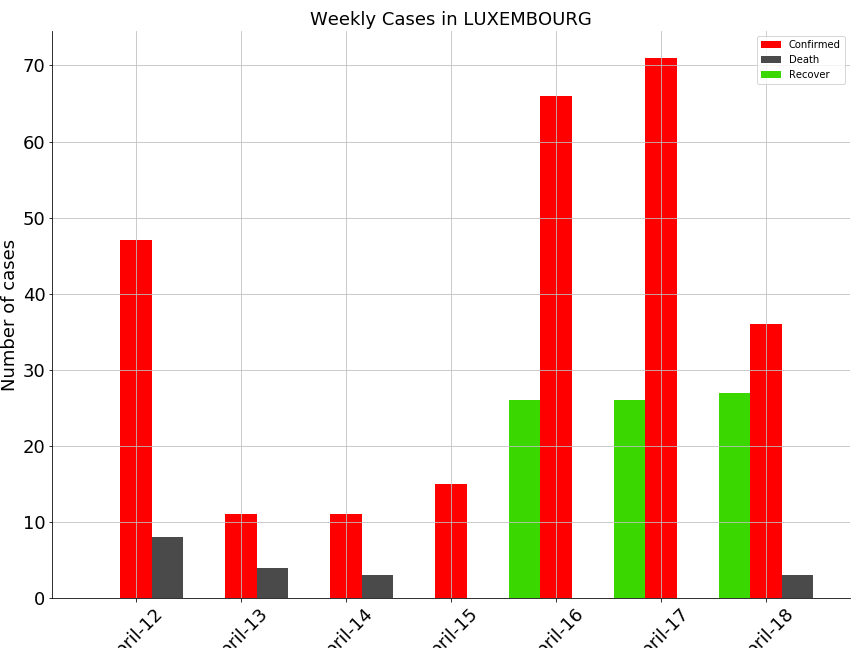 Weekly Cases in LUXEMBOURG
Confirmed
Death
Recover
Number of cases
70
60
50
40
30
20
10
0
pril-12
pril-13
pril-14
pril-15
pril-16
pril-17
pril-18